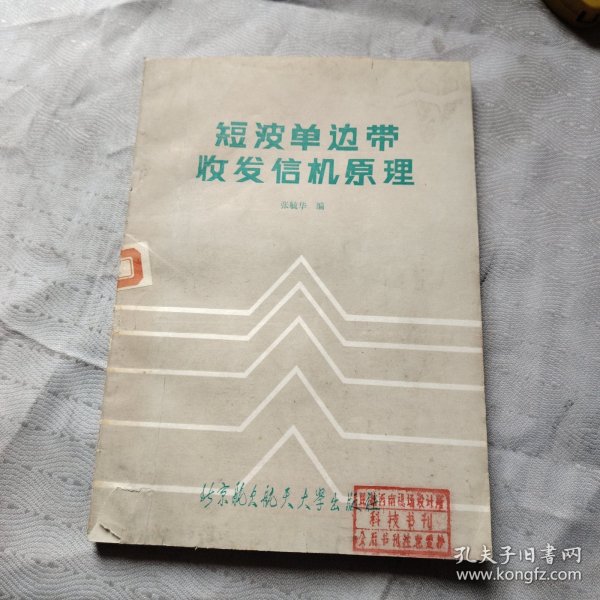 短波单边带
收发信机原理
张毓华 编
北京航空航天大学出版社
科技书刊
孔夫子旧书网
www.kongfz.com